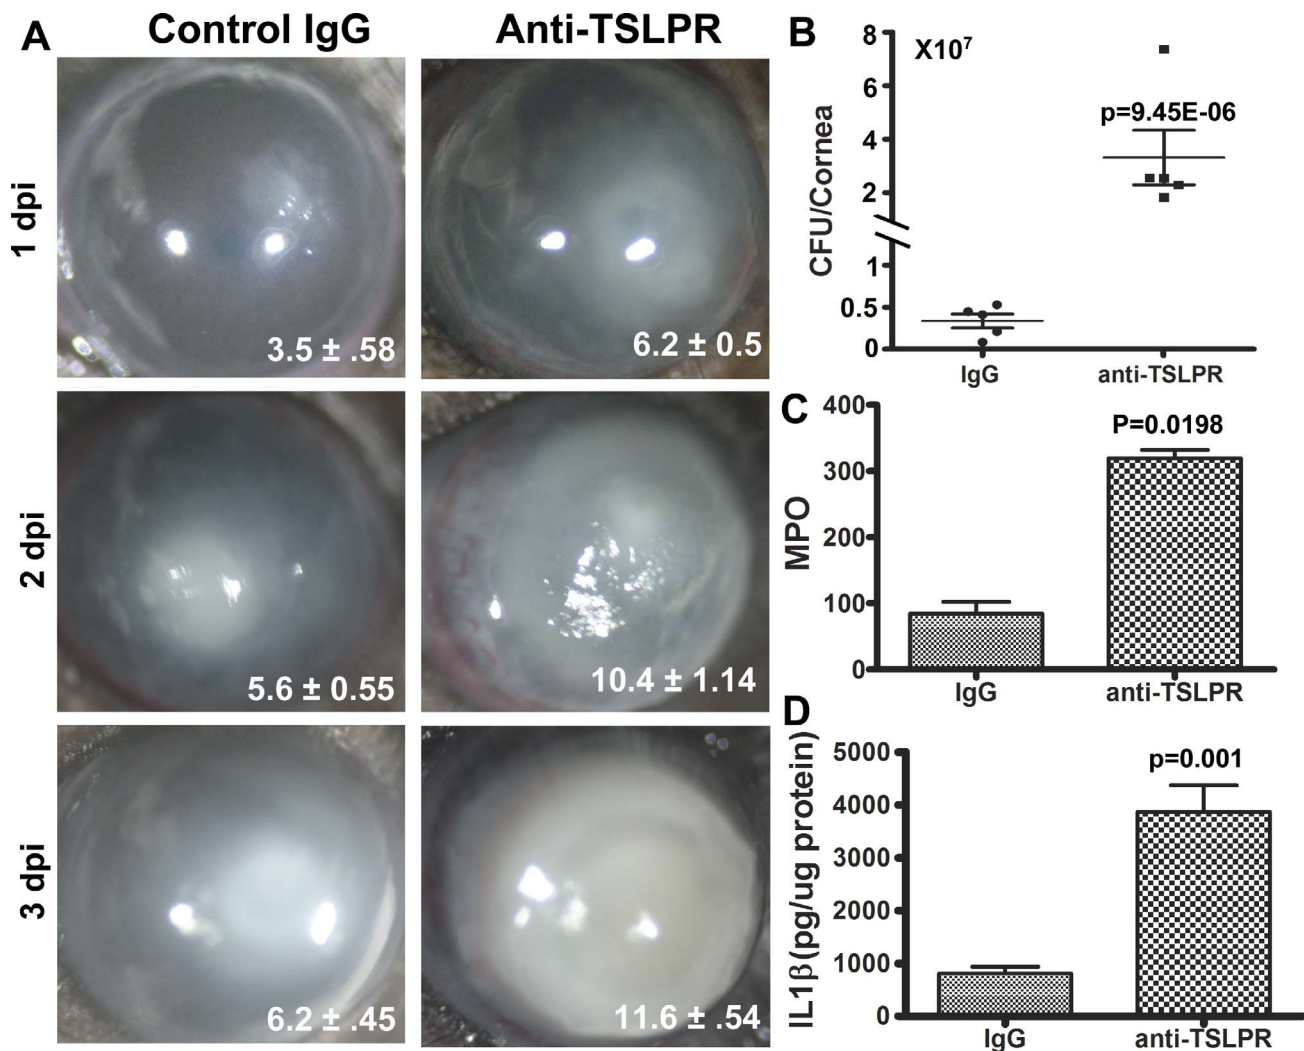 A
Control IgG
Anti-TSLPR
1 dpi
3.5 ± .58
6.2 ± 0.5
2 dpi
5.6 ± 0.55
10.4 ± 1.14
3 dpi
6.2 ± .45
11.6 ± .54
B
X10⁷
CFU/Cornea
8
6
4
2
1
0.5
0
p=9.45E-06
IgG
anti-TSLPR
C
MPO
400
300
200
100
0
P=0.0198
IgG
anti-TSLPR
D
IL1β(pg/ug protein)
5000
4000
3000
2000
1000
0
p=0.001
IgG
anti-TSLPR